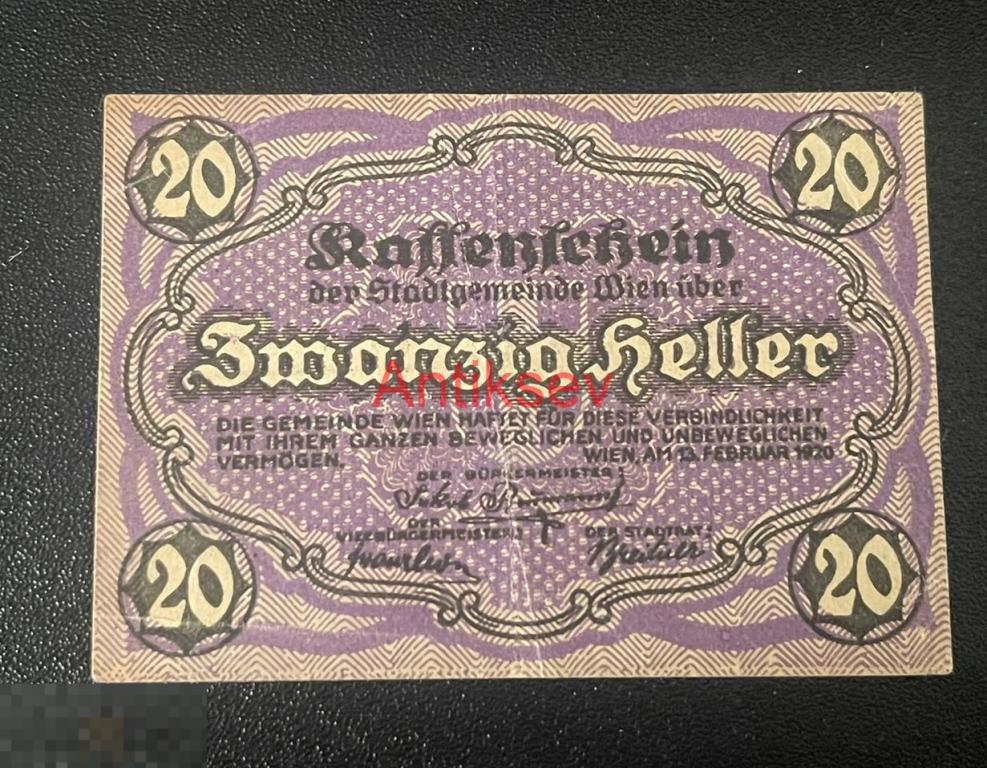 20 20
Kassenschein
der Stadtgemeinde Wien über
Zwanzig Heller
Antiksev
DIE GEMEINDE WIEN HAFTET FÜR DIESE VERBINDLICHKEIT
MIT IHREM GANZEN BEWEGLICHEN UND UNBEWEGLICHEN
VERMÖGEN. WIEN, AM 13. FEBRUAR 1920
DER BÜRGERMEISTER:
DER
VIZEBÜRGERMEISTER: DER STADTRAT:
20 20